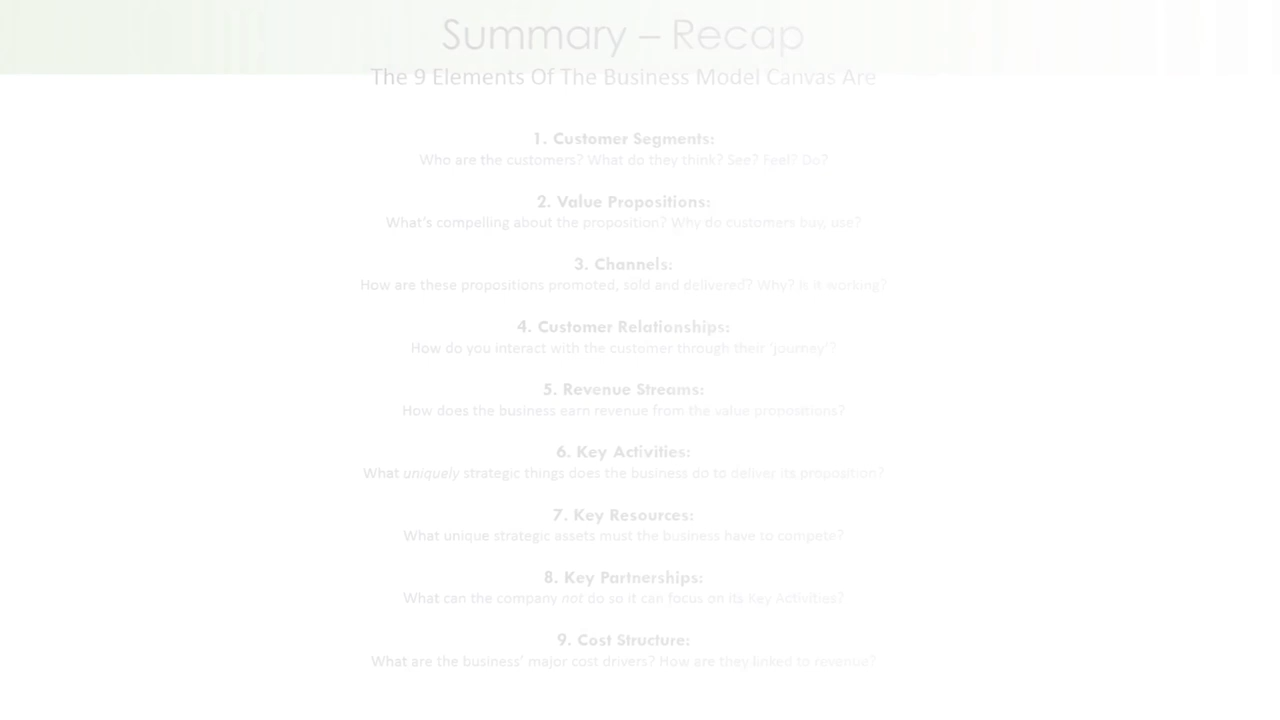 Summary – Recap
The 9 Elements Of The Business Model Canvas Are
1. Customer Segments:
Who are the customers? What do they think? See? Feel? Do?
2. Value Propositions:
What's compelling about the proposition? Why do customers buy, use?
3. Channels:
How are these propositions promoted, sold and delivered? Why? Is it working?
4. Customer Relationships:
How do you interact with the customer through their 'journey'?
5. Revenue Streams:
How does the business earn revenue from the value propositions?
6. Key Activities:
What uniquely strategic things does the business do to deliver its proposition?
7. Key Resources:
What unique strategic assets must the business have to compete?
8. Key Partnerships:
What can the company not do so it can focus on its Key Activities?
9. Cost Structure:
What are the business' major cost drivers? How are they linked to revenue?